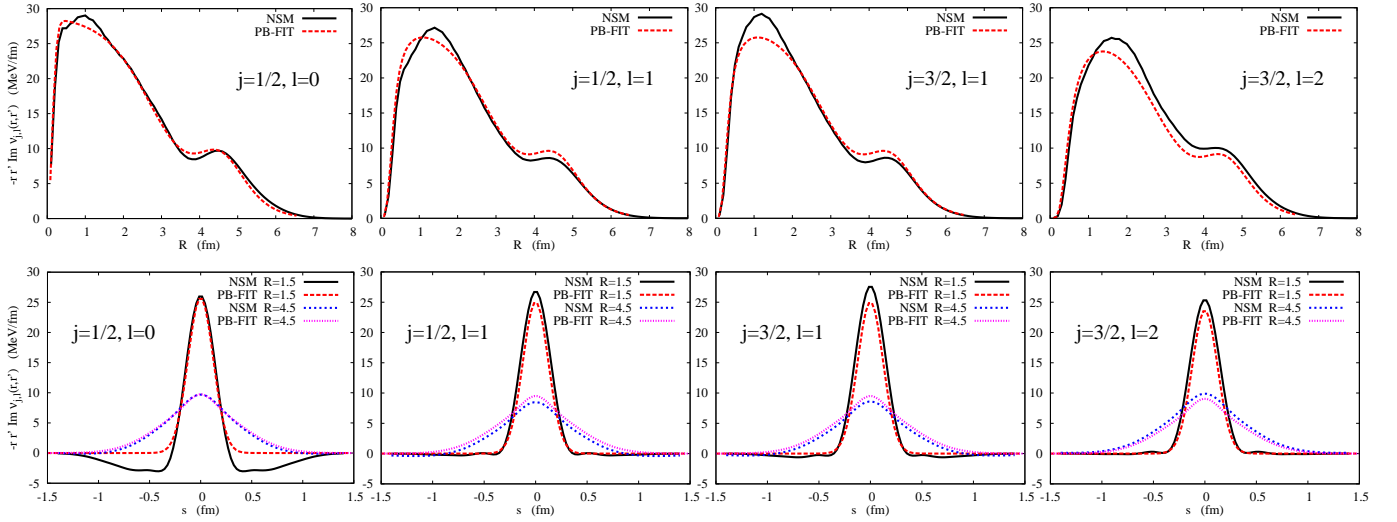 -r r' Im ν_{j,l}(r,r') (MeV/fm)
30
25
20
15
10
5
0
NSM
PB-FIT
j=1/2, l=0
0 1 2 3 4 5 6 7 8
R (fm)
30
25
20
15
10
5
0
NSM
PB-FIT
j=1/2, l=1
0 1 2 3 4 5 6 7 8
R (fm)
30
25
20
15
10
5
0
NSM
PB-FIT
j=3/2, l=1
0 1 2 3 4 5 6 7 8
R (fm)
30
25
20
15
10
5
0
NSM
PB-FIT
j=3/2, l=2
0 1 2 3 4 5 6 7 8
R (fm)
-r r' Im ν_{j,l}(r,r') (MeV/fm)
30
25
20
15
10
5
0
-5
NSM R=1.5
PB-FIT R=1.5
NSM R=4.5
PB-FIT R=4.5
j=1/2, l=0
-1.5 -1 -0.5 0 0.5 1 1.5
s (fm)
30
25
20
15
10
5
0
-5
NSM R=1.5
PB-FIT R=1.5
NSM R=4.5
PB-FIT R=4.5
j=1/2, l=1
-1.5 -1 -0.5 0 0.5 1 1.5
s (fm)
30
25
20
15
10
5
0
-5
NSM R=1.5
PB-FIT R=1.5
NSM R=4.5
PB-FIT R=4.5
j=3/2, l=1
-1.5 -1 -0.5 0 0.5 1 1.5
s (fm)
30
25
20
15
10
5
0
-5
NSM R=1.5
PB-FIT R=1.5
NSM R=4.5
PB-FIT R=4.5
j=3/2, l=2
-1.5 -1 -0.5 0 0.5 1 1.5
s (fm)